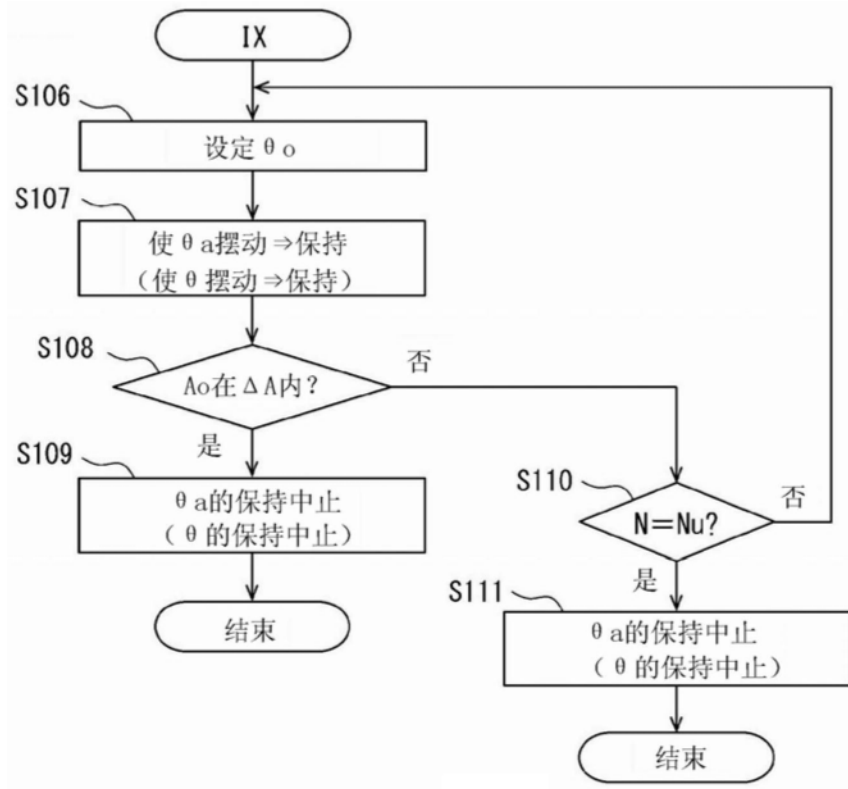 IX
S106
设定θo
S107
使θa摆动⇒保持
(使θ摆动⇒保持)
S108
Ao在ΔA内?
否
是
S109
θa的保持中止
(θ的保持中止)
结束
S110
N=Nu?
否
是
S111
θa的保持中止
(θ的保持中止)
结束